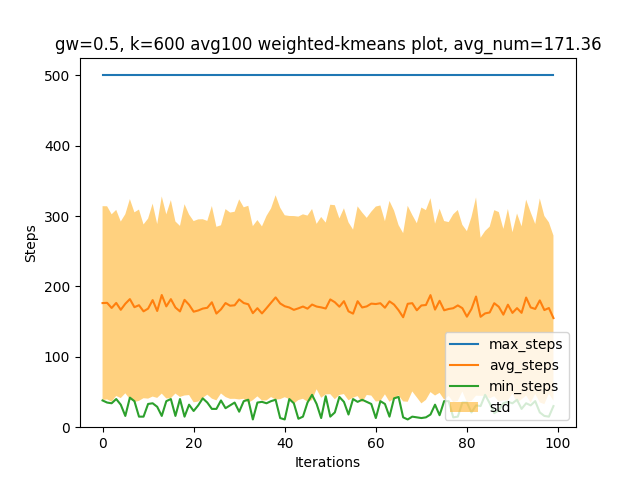 gw=0.5, k=600 avg100 weighted-kmeans plot, avg_num=171.36
500
400
300
200
100
0
Steps
max_steps
avg_steps
min_steps
std
0 20 40 60 80 100
Iterations